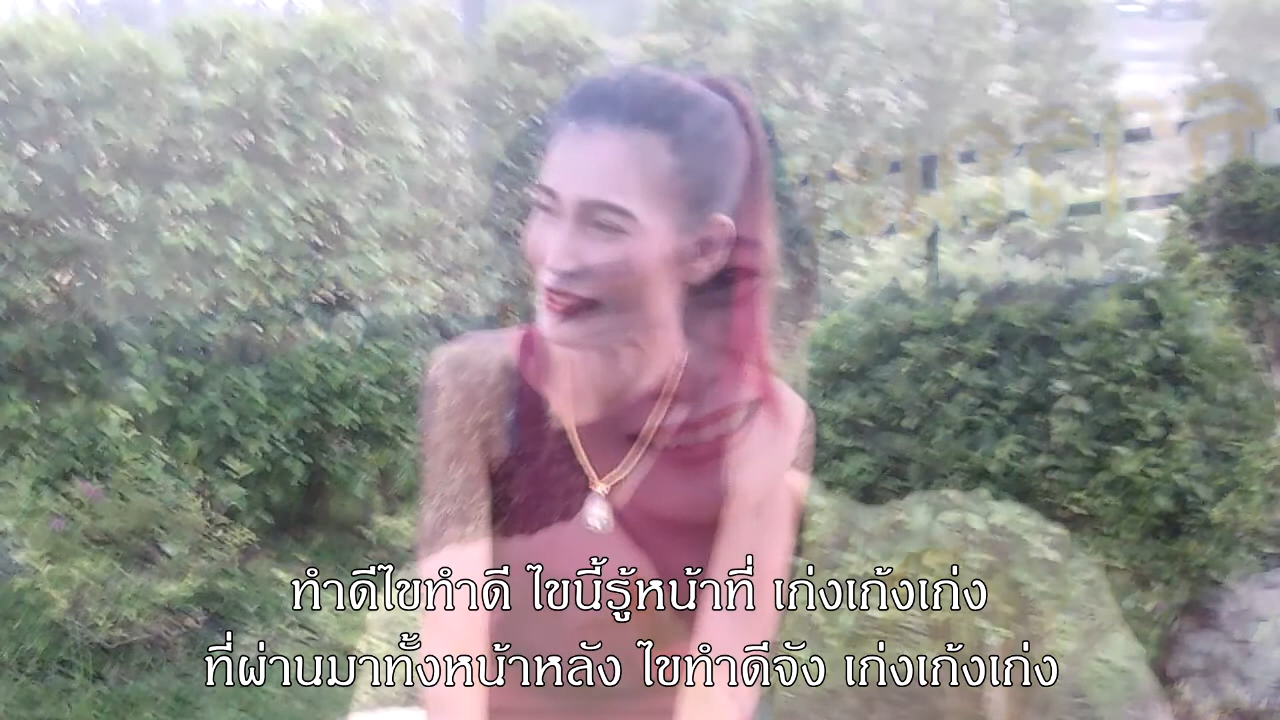 ทำดีไขทำดี ไขนี้รู้หน้าที่ เก่งเก้งเก่ง
ที่ผ่านมาทั้งหน้าหลัง ไขทำดีจัง เก่งเก้งเก่ง